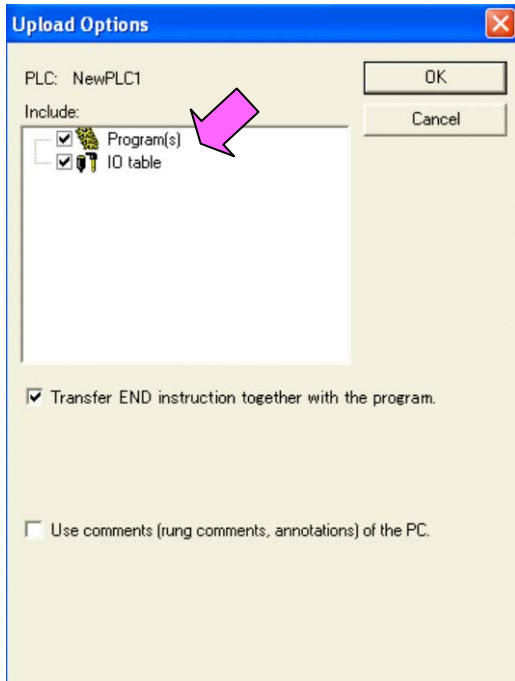 Upload Options
PLC: NewPLC1
OK
Include:
Cancel
Program(s)
IO table
Transfer END instruction together with the program.
Use comments (rung comments, annotations) of the PC.